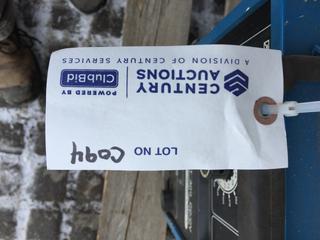 CENTURY
AUCTIONS
A DIVISION OF CENTURY SERVICES
POWERED BY
ClubBid
LOT NO C094